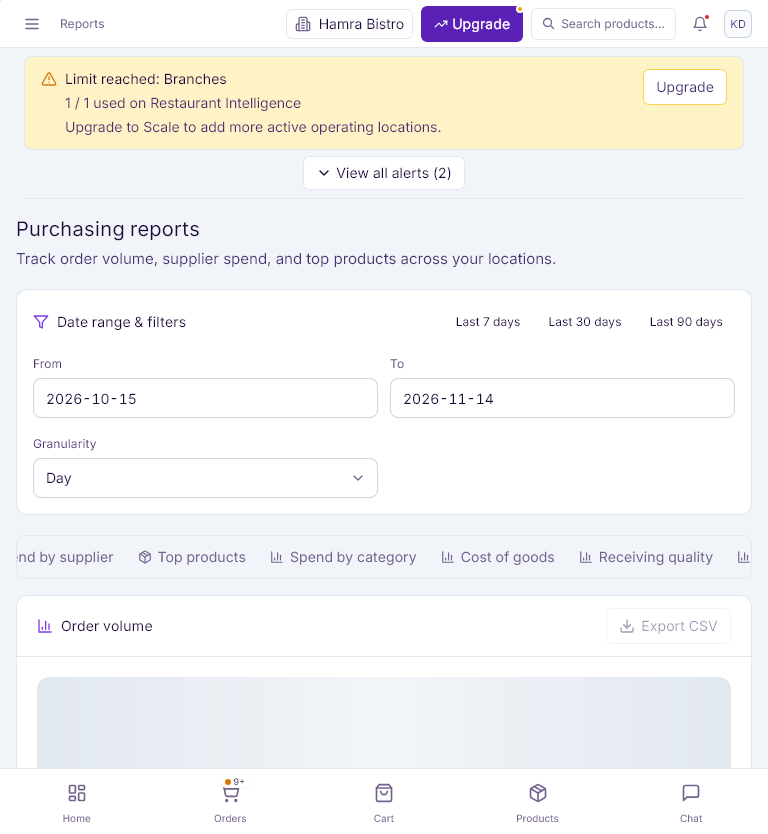 Reports
Hamra Bistro
Upgrade
Search products...
KD
Limit reached: Branches
1 / 1 used on Restaurant Intelligence
Upgrade to Scale to add more active operating locations.
Upgrade
View all alerts (2)
Purchasing reports
Track order volume, supplier spend, and top products across your locations.
Date range & filters
Last 7 days
Last 30 days
Last 90 days
From
To
2026-10-15
2026-11-14
Granularity
Day
nd by supplier
Top products
Spend by category
Cost of goods
Receiving quality
Order volume
Export CSV
9+
Home
Orders
Cart
Products
Chat